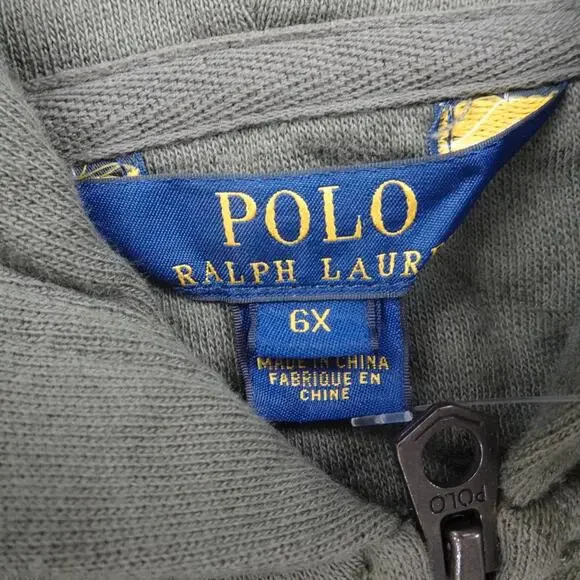 POLO
RALPH LAUR
6X
MADE IN CHINA
FABRIQUE EN
CHINE
POLO